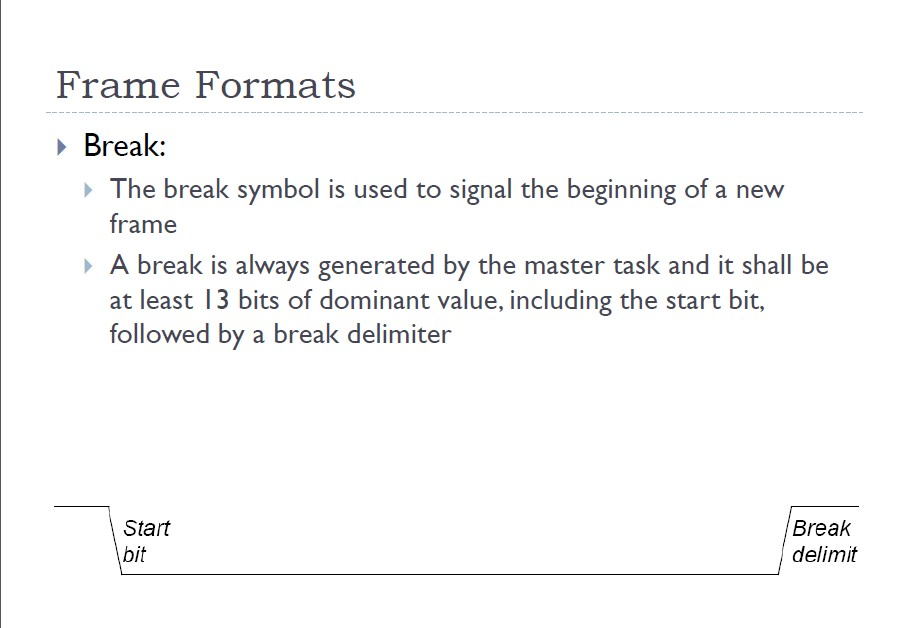 Frame Formats
Break:
The break symbol is used to signal the beginning of a new
frame
A break is always generated by the master task and it shall be
at least 13 bits of dominant value, including the start bit,
followed by a break delimiter
Start
bit
Break
delimit